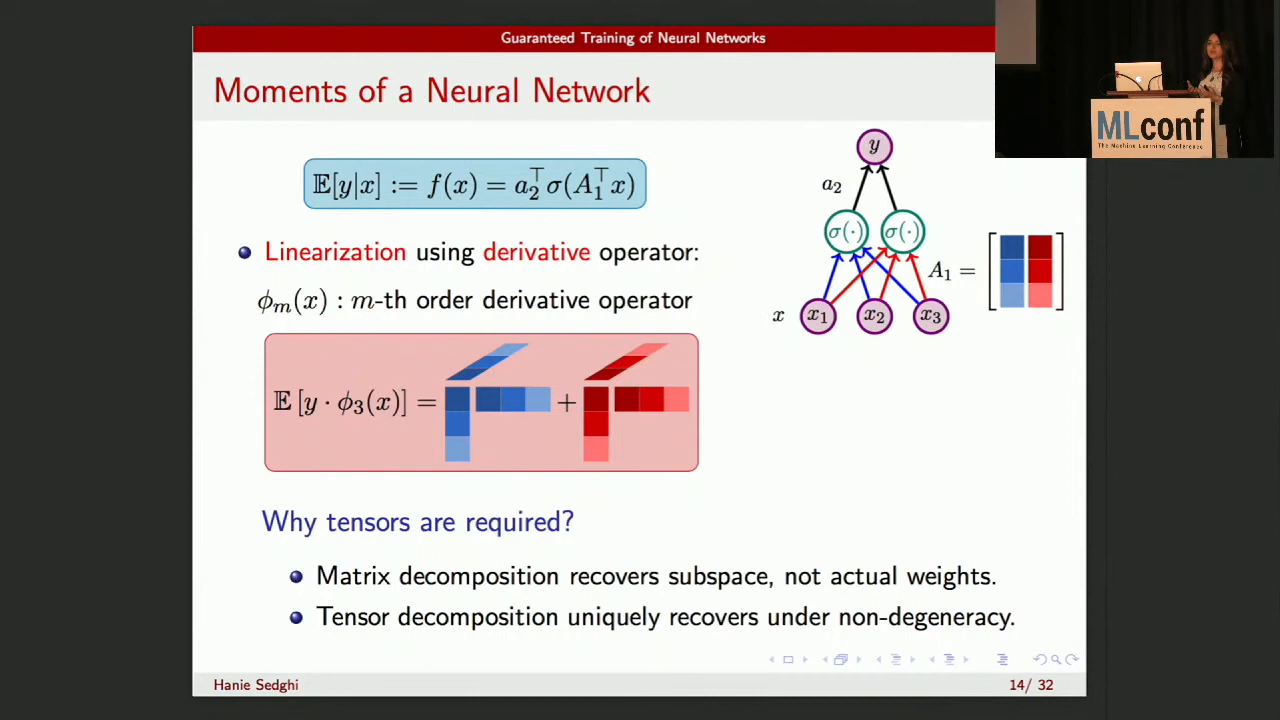 Guaranteed Training of Neural Networks
Moments of a Neural Network
𝔼[y|x] := f(x) = a₂⊤σ(A₁⊤x)
Linearization using derivative operator:
ϕₘ(x) : m-th order derivative operator
𝔼 [y · ϕ₃(x)] = +
y
a₂
σ(·) σ(·)
A₁ =
x x₁ x₂ x₃
Why tensors are required?
Matrix decomposition recovers subspace, not actual weights.
Tensor decomposition uniquely recovers under non-degeneracy.
Hanie Sedghi
14/ 32
MLconf
The Machine Learning Conference